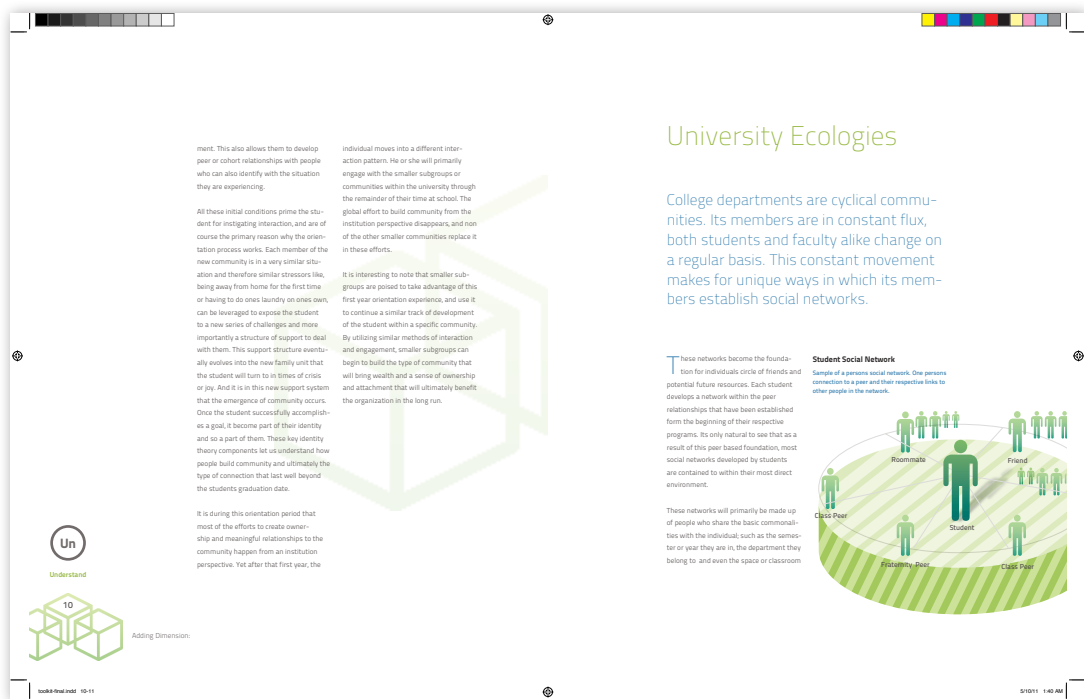 ment. This also allows them to develop
peer or cohort relationships with people
who can also identify with the situation
they are experiencing.
All these initial conditions prime the stu-
dent for instigating interaction, and are of
course the primary reason why the orien-
tation process works. Each member of the
new community is in a very similar situ-
ation and therefore similar stressors like,
being away from home for the first time
or having to do ones laundry on ones own,
can be leveraged to expose the student
to a new series of challenges and more
importantly a structure of support to deal
with them. This support structure eventu-
ally evolves into the new family unit that
the student will turn to in times of crisis
or joy. And it is in this new support system
that the emergence of community occurs.
Once the student successfully accomplish-
es a goal, it become part of their identity
and so a part of them. These key identity
theory components let us understand how
people build community and ultimately the
type of connection that last well beyond
the students graduation date.
It is during this orientation period that
most of the efforts to create owner-
ship and meaningful relationships to the
community happen from an institution
perspective. Yet after that first year, the
individual moves into a different inter-
action pattern. He or she will primarily
engage with the smaller subgroups or
communities within the university through
the remainder of their time at school. The
global effort to build community from the
institution perspective disappears, and non
of the other smaller communities replace it
in these efforts.
It is interesting to note that smaller sub-
groups are poised to take advantage of this
first year orientation experience, and use it
to continue a similar track of development
of the student within a specific community.
By utilizing similar methods of interaction
and engagement, smaller subgroups can
begin to build the type of community that
will bring wealth and a sense of ownership
and attachment that will ultimately benefit
the organization in the long run.
Un
Understand
10
Adding Dimension:
University Ecologies
College departments are cyclical commu-
nities. Its members are in constant flux,
both students and faculty alike change on
a regular basis. This constant movement
makes for unique ways in which its mem-
bers establish social networks.
These networks become the founda-
tion for individuals circle of friends and
potential future resources. Each student
develops a network within the peer
relationships that have been established
form the beginning of their respective
programs. Its only natural to see that as a
result of this peer based foundation, most
social networks developed by students
are contained to within their most direct
environment.
These networks will primarily be made up
of people who share the basic commonali-
ties with the individual; such as the semes-
ter or year they are in, the department they
belong to and even the space or classroom
Student Social Network
Sample of a persons social network. One persons
connection to a peer and their respective links to
other people in the network.
Roommate
Friend
Class Peer
Student
Fraternity Peer
Class Peer
toolkit-final.indd 10-11
5/10/11 1:40 AM